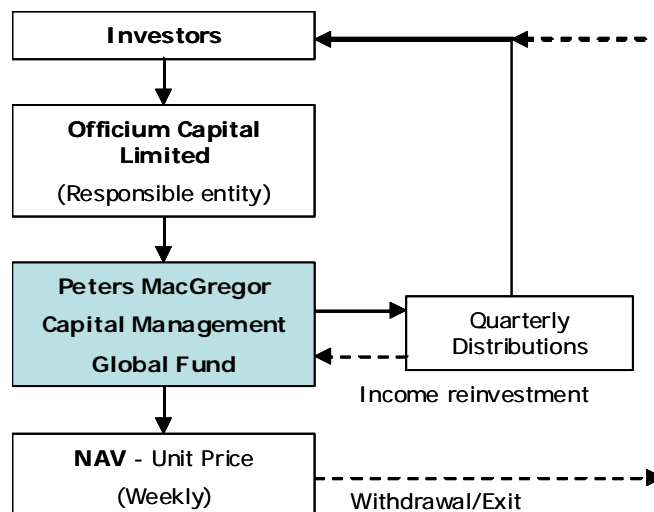 Investors
Officium Capital
Limited
(Responsible entity)
Peters MacGregor
Capital Management
Global Fund
Quarterly
Distributions
Income reinvestment
NAV - Unit Price
(Weekly)
Withdrawal/Exit